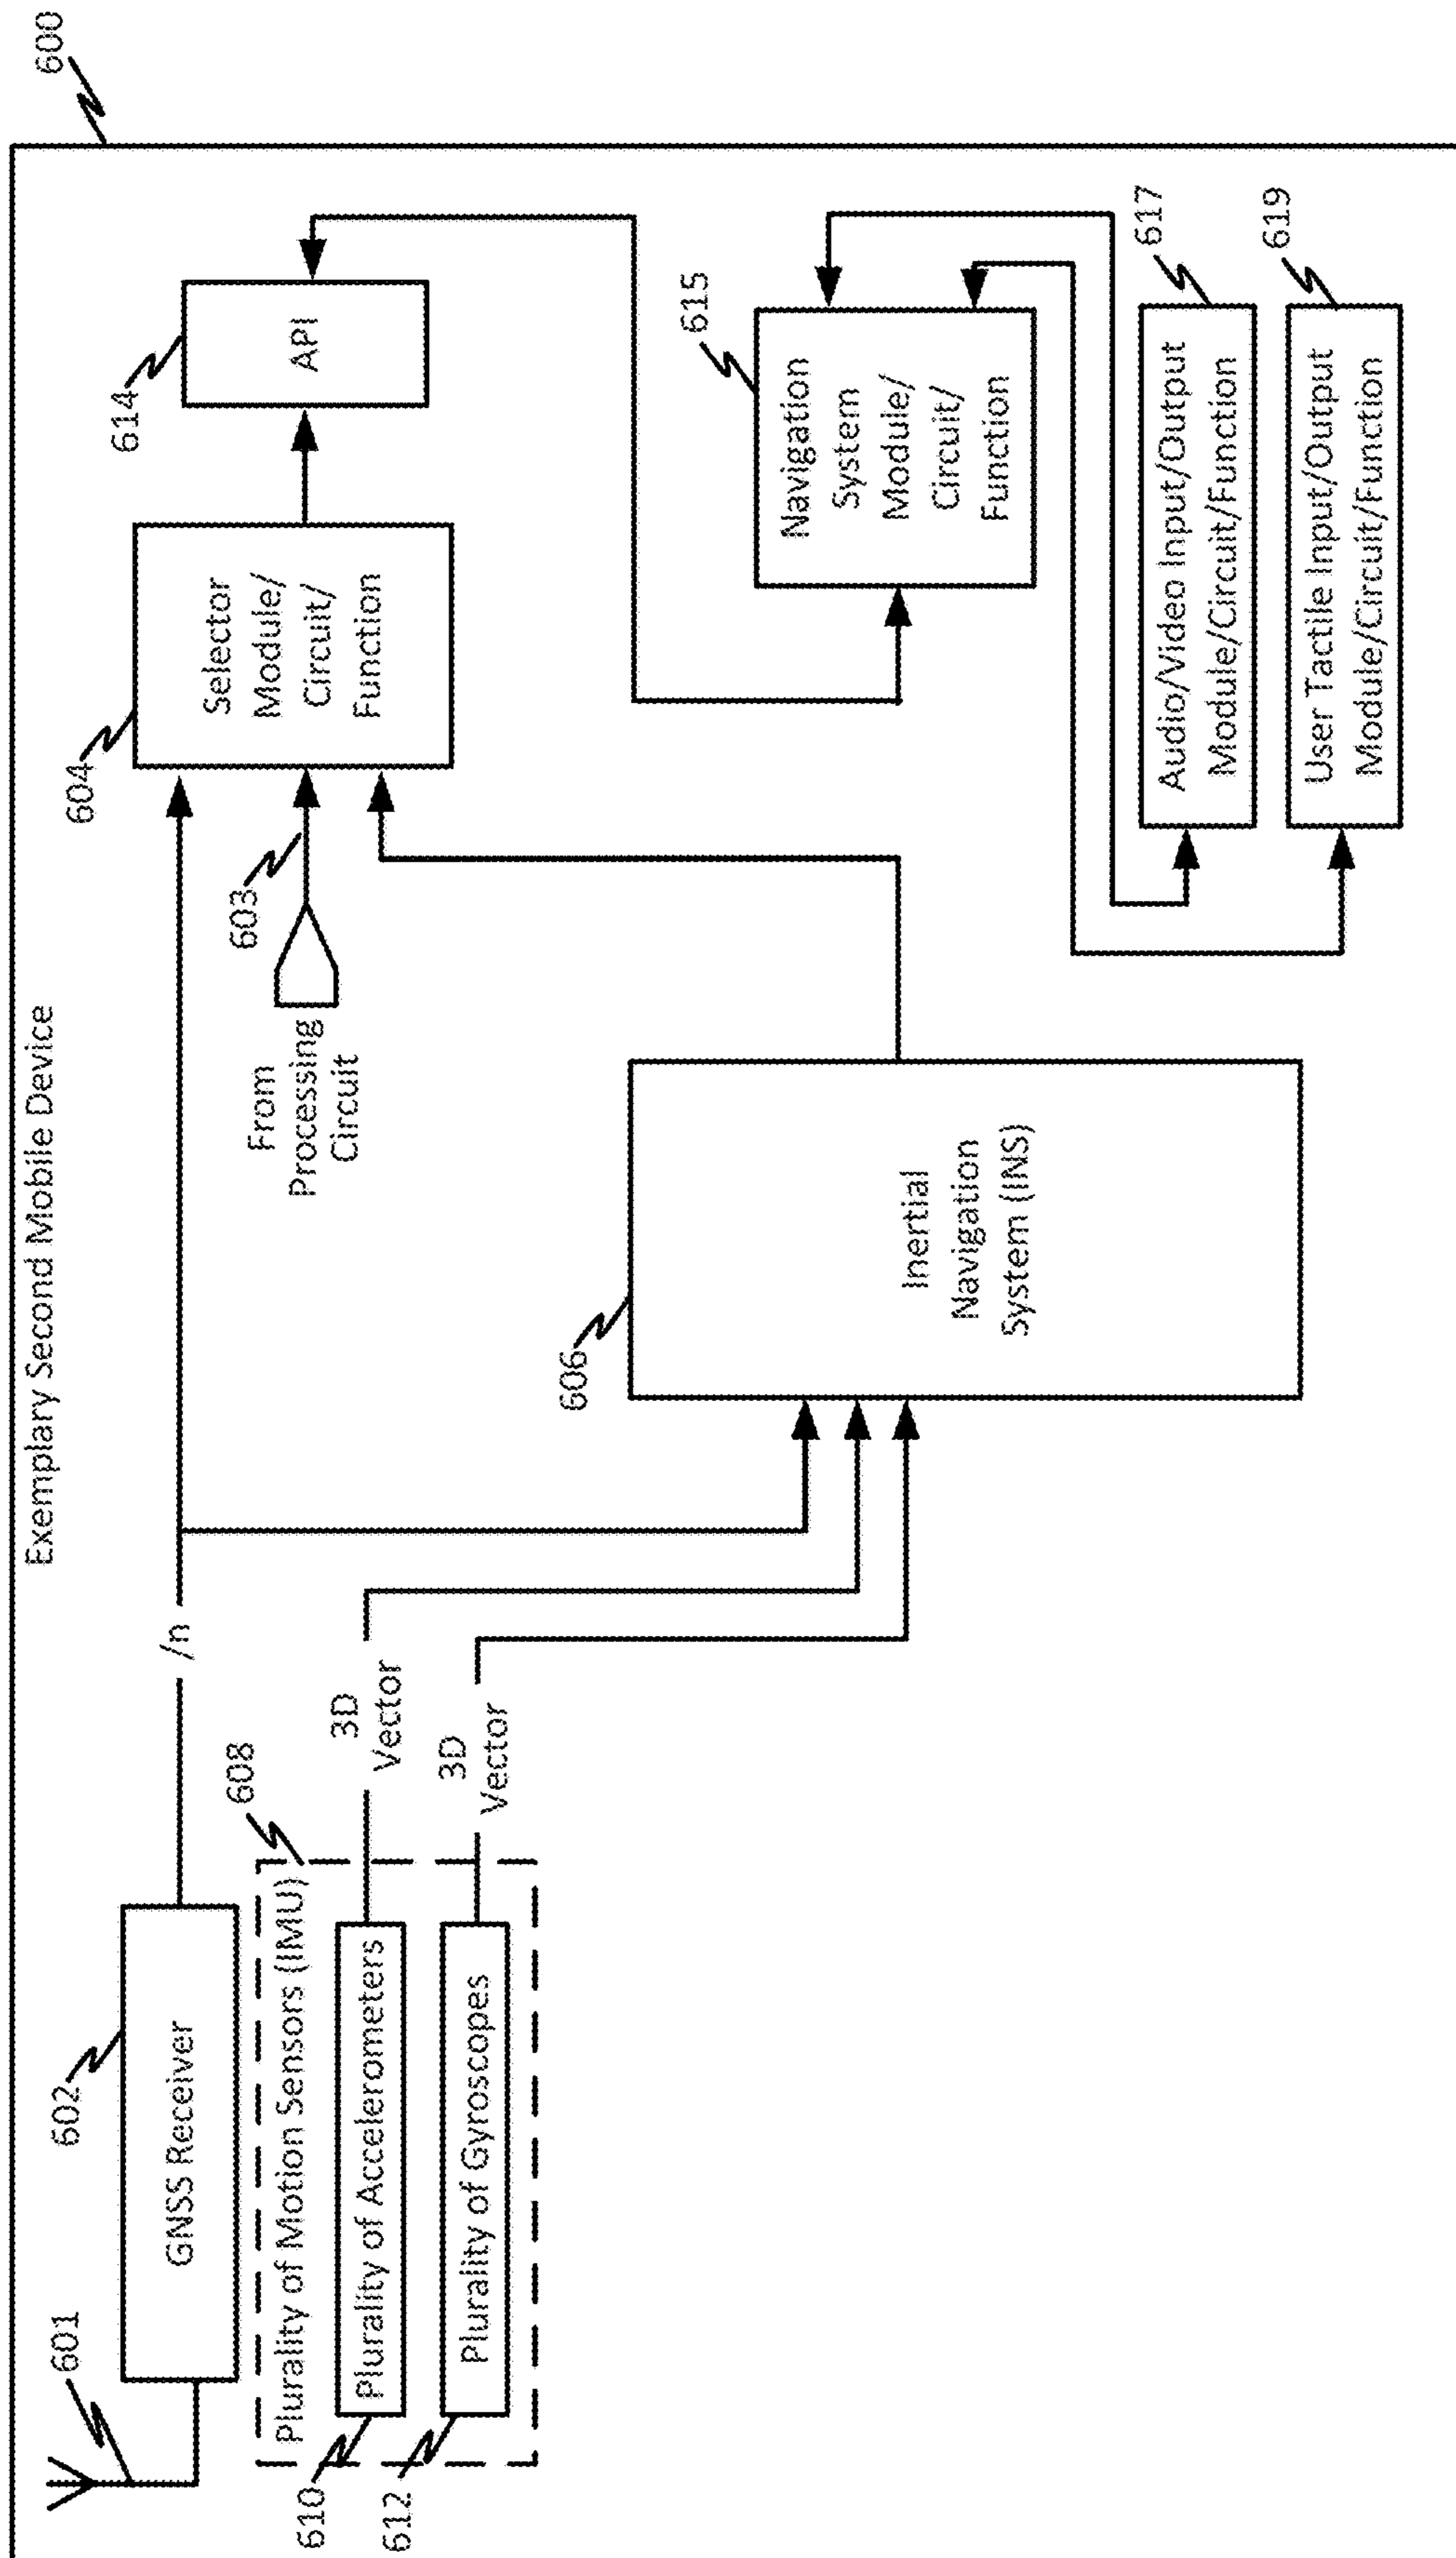 Exemplary Second Mobile Device
600
601
602
GNSS Receiver
/n
608
Plurality of Motion Sensors (IMU)
610
Plurality of Accelerometers
3D
Vector
612
Plurality of Gyroscopes
3D
Vector
From
Processing
Circuit
603
604
Selector
Module/
Circuit/
Function
614
API
606
Inertial
Navigation
System (INS)
615
Navigation
System
Module/
Circuit/
Function
617
Audio/Video Input/Output
Module/Circuit/Function
619
User Tactile Input/Output
Module/Circuit/Function